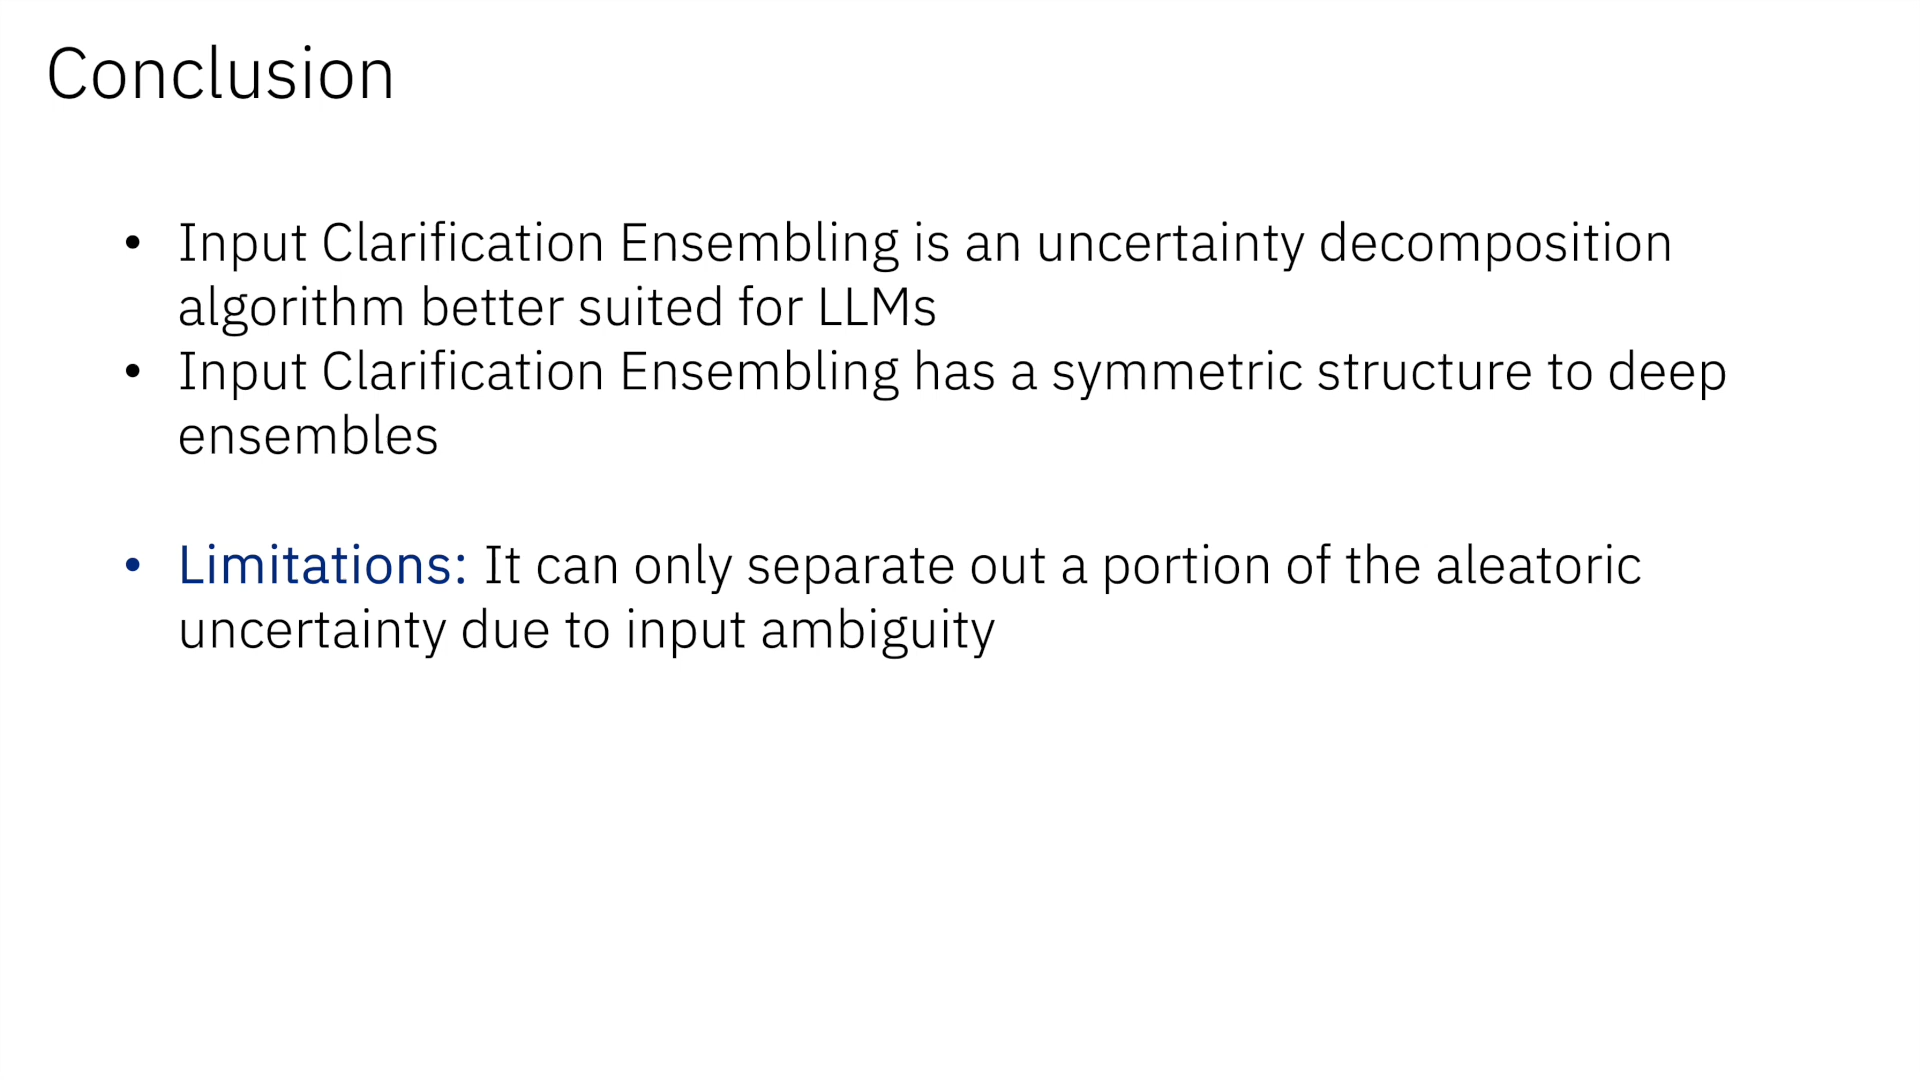 Conclusion
• Input Clarification Ensembling is an uncertainty decomposition
algorithm better suited for LLMs
• Input Clarification Ensembling has a symmetric structure to deep
ensembles
• Limitations: It can only separate out a portion of the aleatoric
uncertainty due to input ambiguity